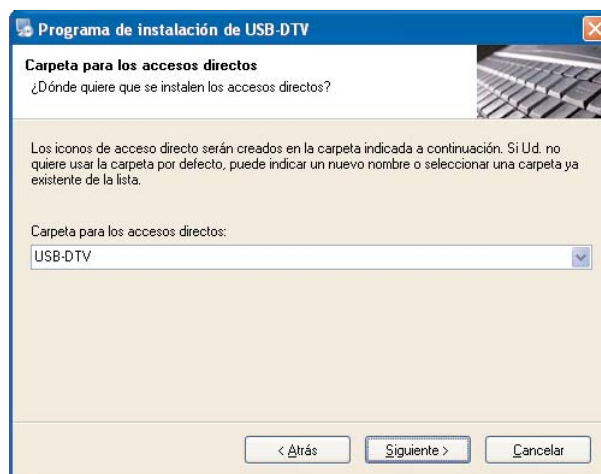 Programa de instalación de USB-DTV
Carpeta para los accesos directos
¿Dónde quiere que se instalen los accesos directos?
Los iconos de acceso directo serán creados en la carpeta indicada a continuación. Si Ud. no
quiere usar la carpeta por defecto, puede indicar un nuevo nombre o seleccionar una carpeta ya
existente de la lista.
Carpeta para los accesos directos:
USB-DTV
< Atrás
Siguiente >
Cancelar